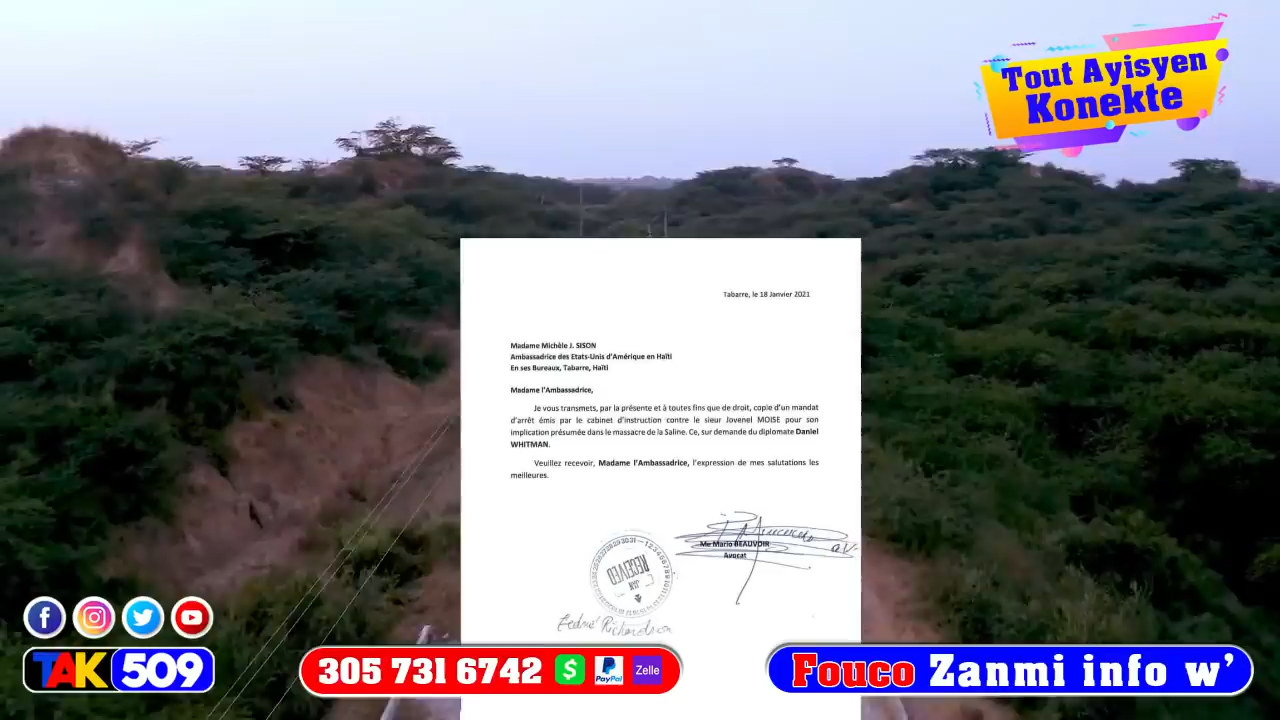 Tout Ayisyen
Konekte
Tabarre, le 18 Janvier 2021
Madame Michèle J. SISON
Ambassadrice des Etats-Unis d'Amérique en Haïti
En ses Bureaux, Tabarre, Haïti
Madame l'Ambassadrice,
Je vous transmets, par la présente et à toutes fins que de droit, copie d'un mandat
d'arrêt émis par le cabinet d'instruction contre le sieur Jovenel MOISE pour son
implication présumée dans le massacre de la Saline. Ce, sur demande du diplomate Daniel
WHITMAN.
Veuillez recevoir, Madame l'Ambassadrice, l'expression de mes salutations les
meilleures.
Me Mario BEAUVOIR
Avocat
RECEIVED
JAN
Richardson
TAK 509
305 731 6742 $ PayPal Zelle
Fouco Zanmi info w'